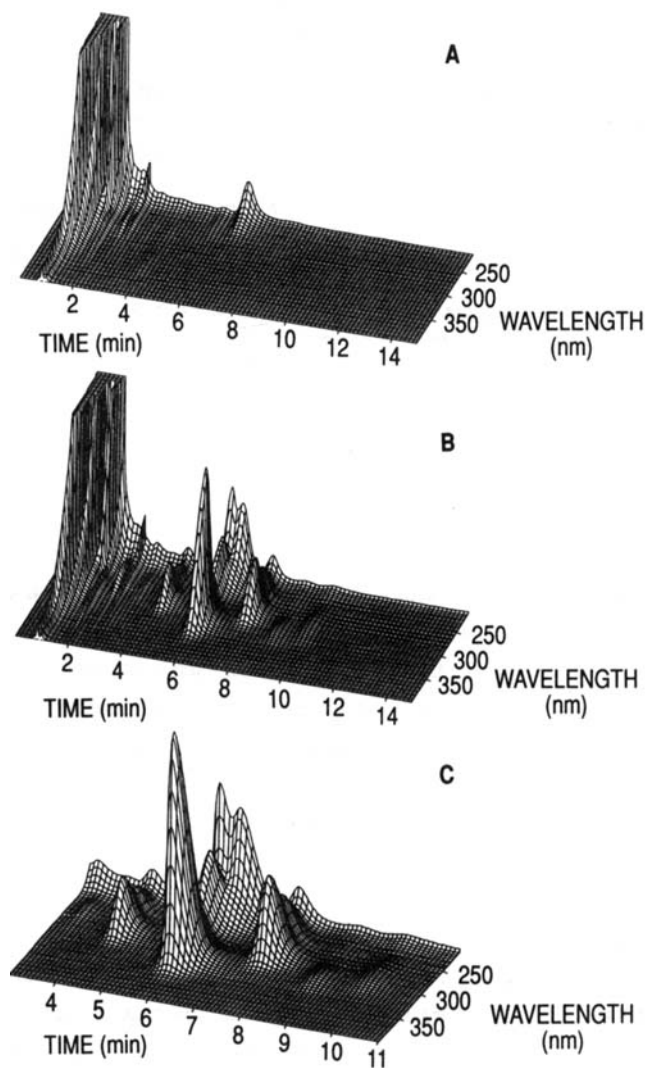 A
250
300
350
WAVELENGTH
(nm)
2 4 6 8 10 12 14
TIME (min)
B
250
300
350
WAVELENGTH
(nm)
2 4 6 8 10 12 14
TIME (min)
C
250
300
350
WAVELENGTH
(nm)
4 5 6 7 8 9 10 11
TIME (min)